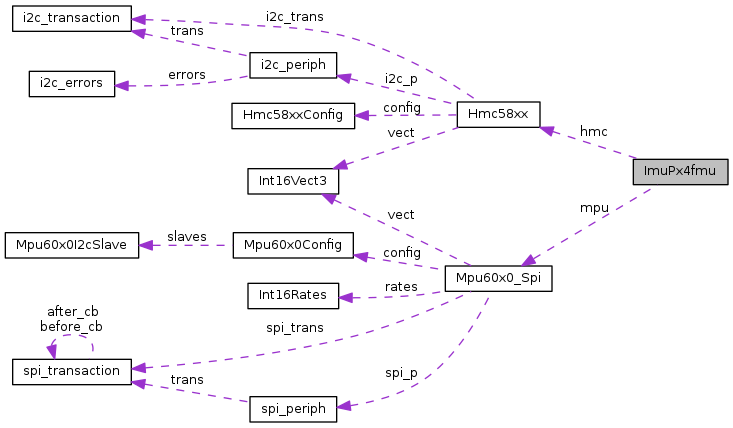 i2c_transaction
i2c_trans
trans
i2c_periph
errors
i2c_errors
i2c_p
Hmc58xxConfig
config
Hmc58xx
vect
hmc
ImuPx4fmu
Int16Vect3
mpu
vect
Mpu60x0I2cSlave
slaves
Mpu60x0Config
config
Mpu60x0_Spi
Int16Rates
rates
after_cb
before_cb
spi_trans
spi_transaction
trans
spi_p
spi_periph